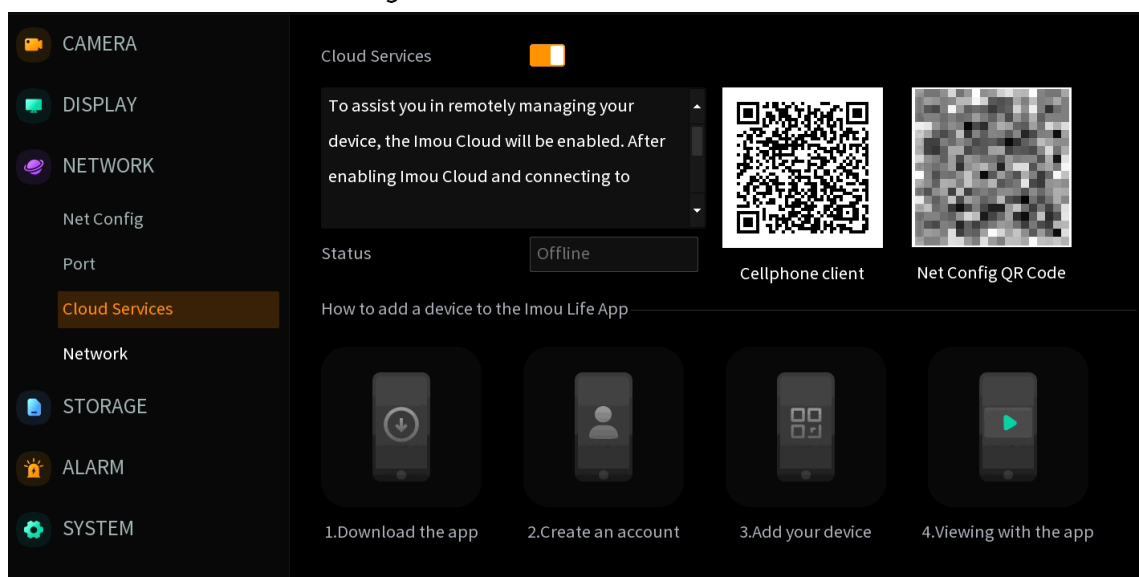 CAMERA
DISPLAY
NETWORK
Net Config
Port
Cloud Services
Network
STORAGE
ALARM
SYSTEM
Cloud Services
To assist you in remotely managing your
device, the Imou Cloud will be enabled. After
enabling Imou Cloud and connecting to
Status
Offline
Cellphone client
Net Config QR Code
How to add a device to the Imou Life App
1.Download the app
2.Create an account
3.Add your device
4.Viewing with the app